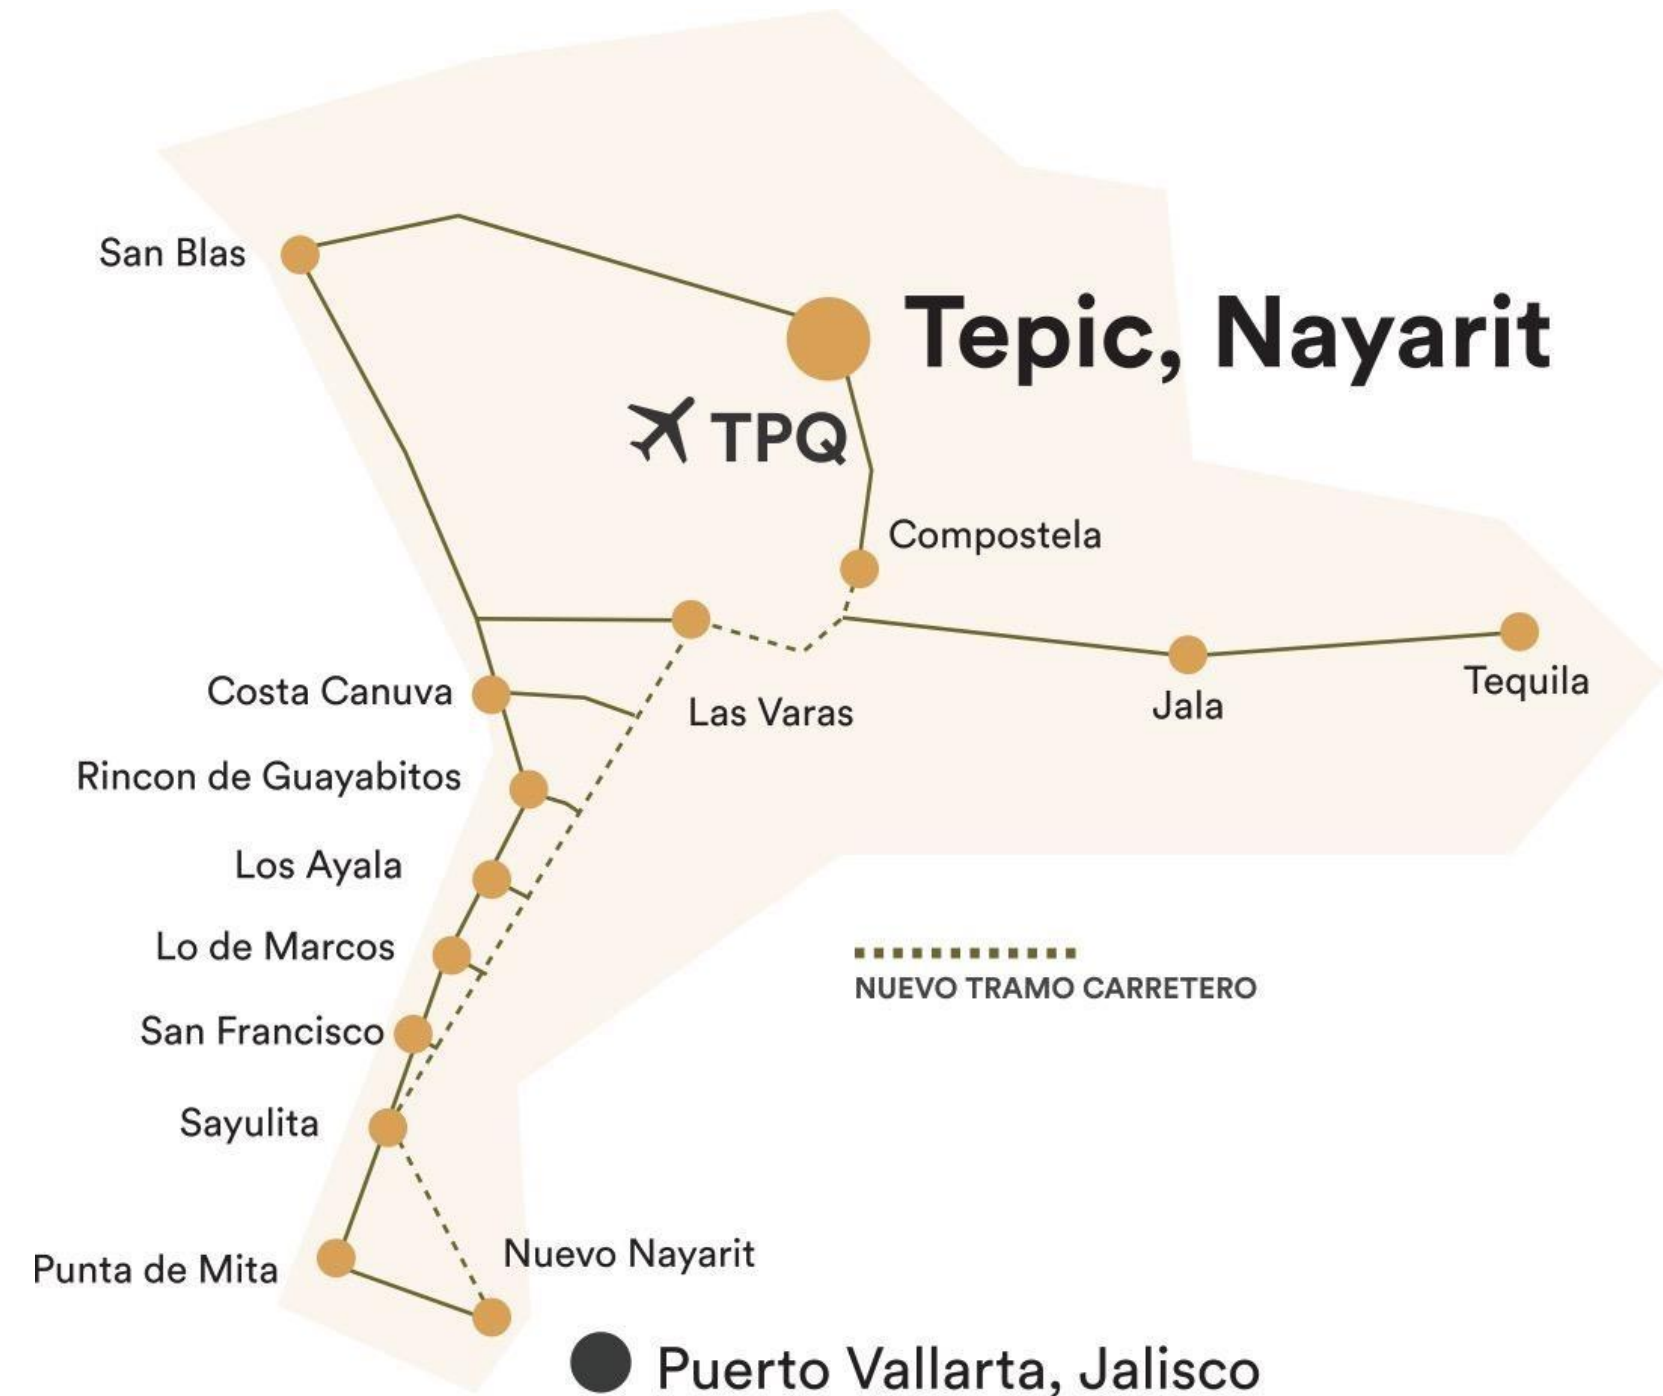 San Blas
Tepic, Nayarit
TPQ
Compostela
Costa Canuva
Las Varas
Jala
Tequila
Rincon de Guayabitos
Los Ayala
Lo de Marcos
NUEVO TRAMO CARRETERO
San Francisco
Sayulita
Punta de Mita
Nuevo Nayarit
Puerto Vallarta, Jalisco